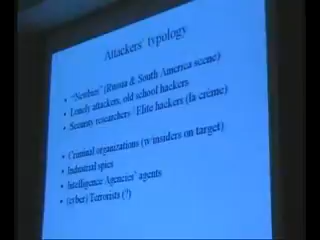 Attackers' typology
• "Newbies" (Russia & South America scene)
• Lonely attackers, old school hackers
• Security researchers / Elite hackers (la crème)
• Criminal organizations (w/insiders on target)
• Industrial spies
• Intelligence Agencies' agents
• (cyber) Terrorists (?)